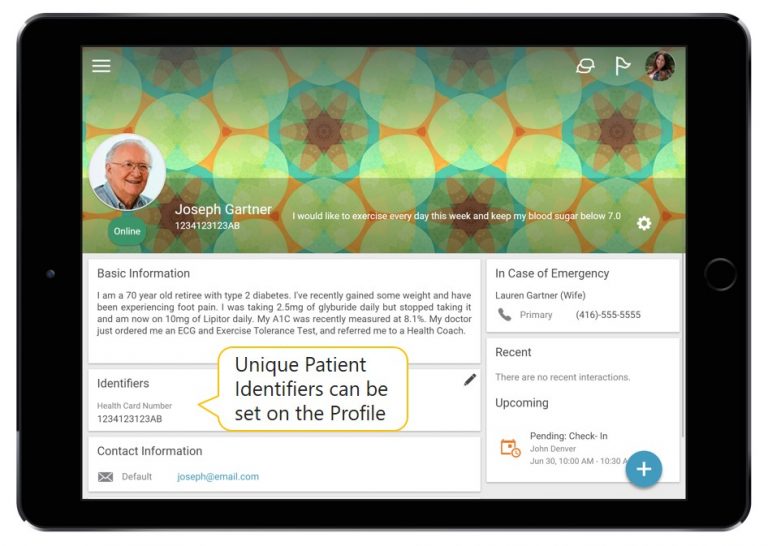 Joseph Gartner
1234123123AB
I would like to exercise every day this week and keep my blood sugar below 7.0
Online
Basic Information
I am a 70 year old retiree with type 2 diabetes. I've recently gained some weight and have
been experiencing foot pain. I was taking 2.5mg of glyburide daily but stopped taking it
and am now on 10mg of Lipitor daily. My A1C was recently measured at 8.1%. My doctor
just ordered me an ECG and Exercise Tolerance Test, and referred me to a Health Coach.
Identifiers
Health Card Number
1234123123AB
Unique Patient
Identifiers can be
set on the Profile
Contact Information
Default joseph@email.com
In Case of Emergency
Lauren Gartner (Wife)
Primary (416)-555-5555
Recent
There are no recent interactions.
Upcoming
Pending: Check- In
John Denver
Jun 30, 10:00 AM - 10:30 A